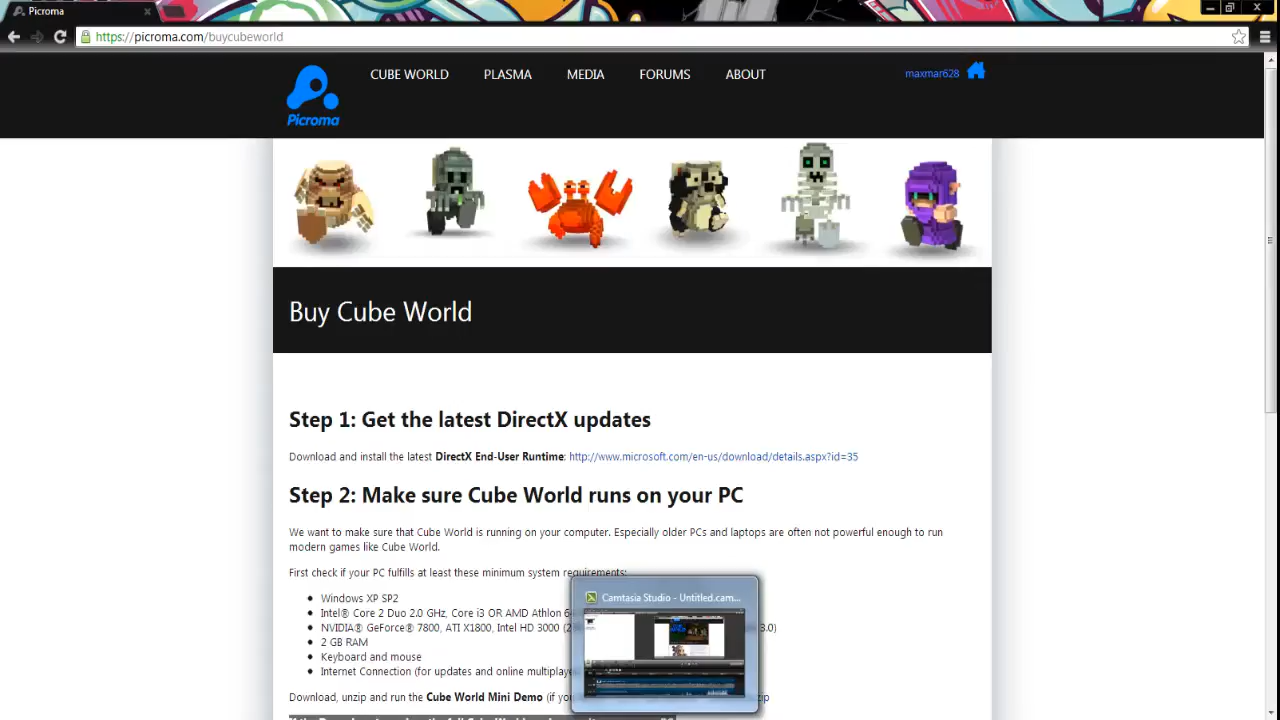 Picroma
https://picroma.com/buycubeworld
CUBE WORLD PLASMA MEDIA FORUMS ABOUT
maxmar628
Picroma
Buy Cube World
Step 1: Get the latest DirectX updates
Download and install the latest DirectX End-User Runtime: http://www.microsoft.com/en-us/download/details.aspx?id=35
Step 2: Make sure Cube World runs on your PC
We want to make sure that Cube World is running on your computer. Especially older PCs and laptops are often not powerful enough to run
modern games like Cube World.
First check if your PC fulfills at least these minimum system requirements:
Camtasia Studio - Untitled.cam...
Windows XP SP2
Intel® Core 2 Duo 2.0 GHz, Core i3 OR AMD Athlon
NVIDIA® GeForce® 7800, ATI X1800, Intel HD 3000 3.0)
2 GB RAM
Keyboard and mouse
Internet Connection (for updates and online
Download, unzip and run the Cube World Mini Demo (if